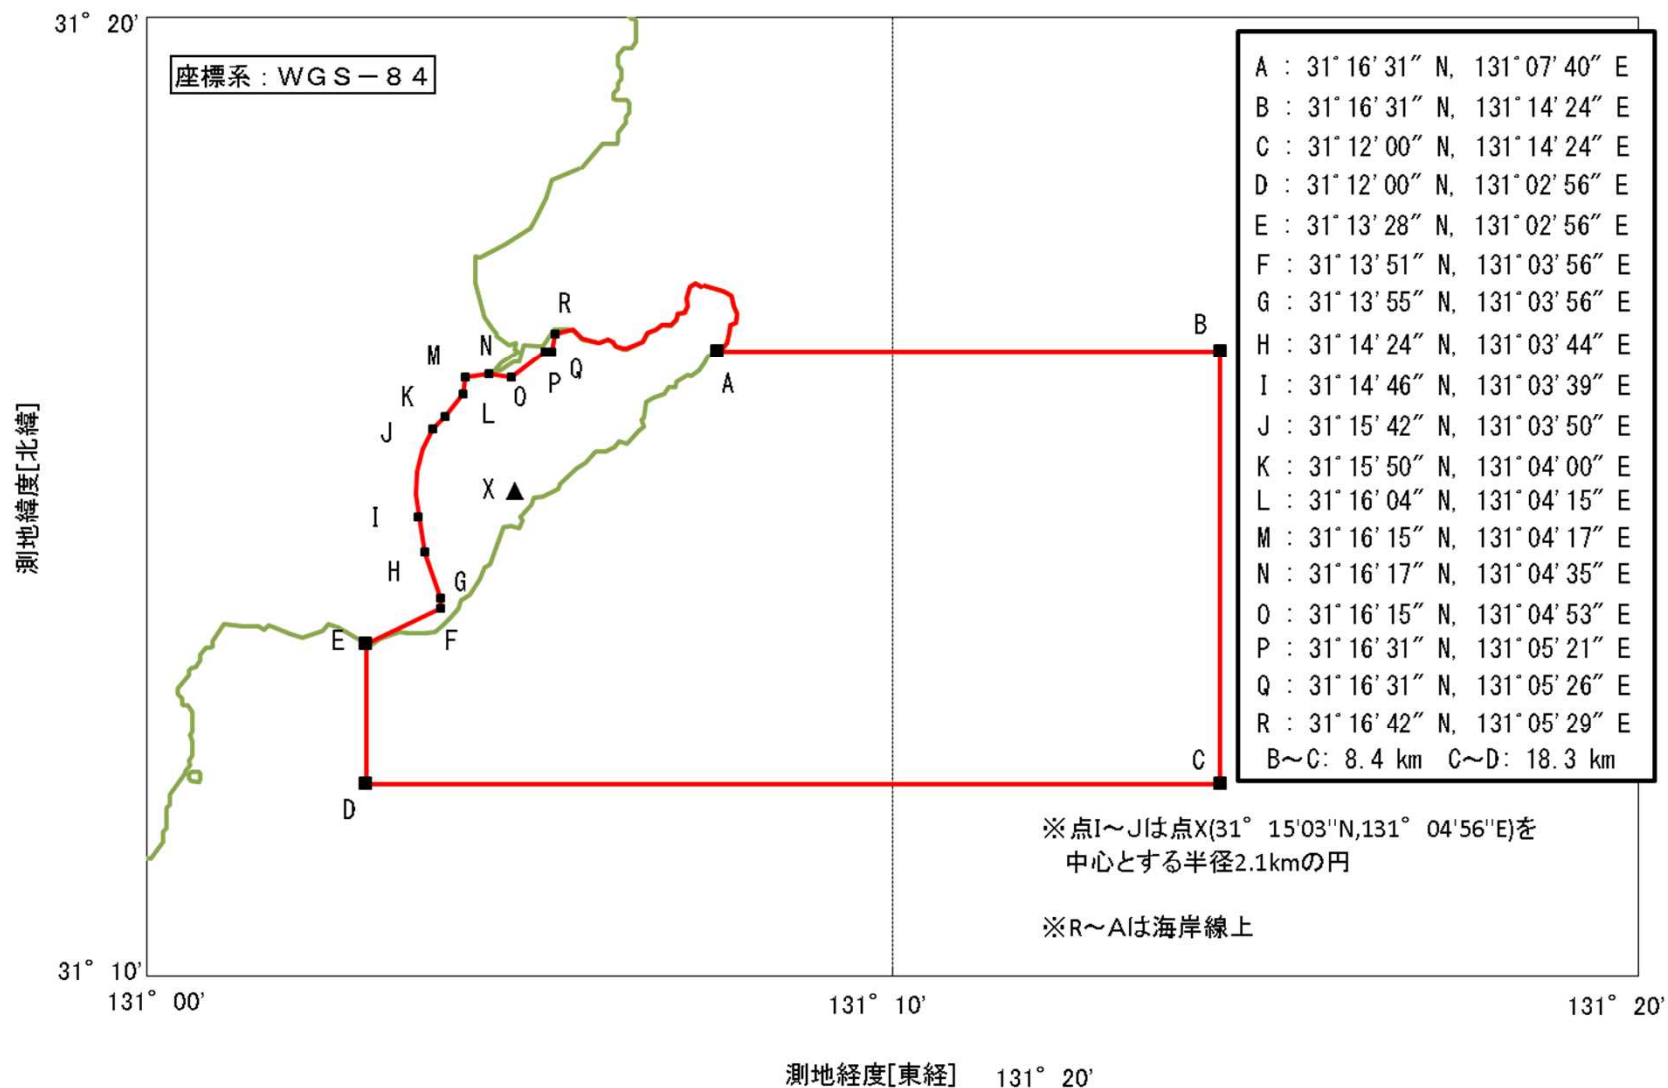 31° 20'
座標系：ＷＧＳ－８４
A : 31°16'31" N, 131°07'40" E
B : 31°16'31" N, 131°14'24" E
C : 31°12'00" N, 131°14'24" E
D : 31°12'00" N, 131°02'56" E
E : 31°13'28" N, 131°02'56" E
F : 31°13'51" N, 131°03'56" E
G : 31°13'55" N, 131°03'56" E
H : 31°14'24" N, 131°03'44" E
I : 31°14'46" N, 131°03'39" E
J : 31°15'42" N, 131°03'50" E
K : 31°15'50" N, 131°04'00" E
L : 31°16'04" N, 131°04'15" E
M : 31°16'15" N, 131°04'17" E
N : 31°16'17" N, 131°04'35" E
O : 31°16'15" N, 131°04'53" E
P : 31°16'31" N, 131°05'21" E
Q : 31°16'31" N, 131°05'26" E
R : 31°16'42" N, 131°05'29" E
B～C: 8.4 km C～D: 18.3 km
R
B
N
M
Q
P
A
O
K
L
J
X
I
H
G
E
F
C
D
測地緯度[北緯]
※点I～Jは点X(31° 15'03"N,131° 04'56"E)を
中心とする半径2.1kmの円
※R～Aは海岸線上
31° 10'
131° 00'
131° 10'
131° 20'
測地経度[東経] 131° 20'